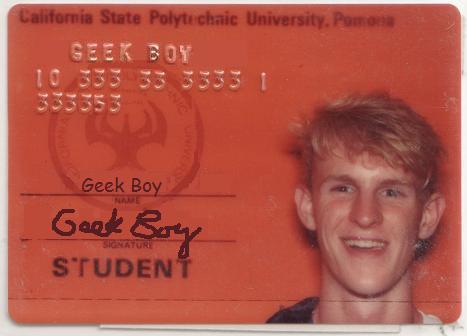 California State Polytechnic University, Pomona
GEEK BOY
10 333 33 3333 1
333353
Geek Boy
NAME
Geek Boy
SIGNATURE
STUDENT